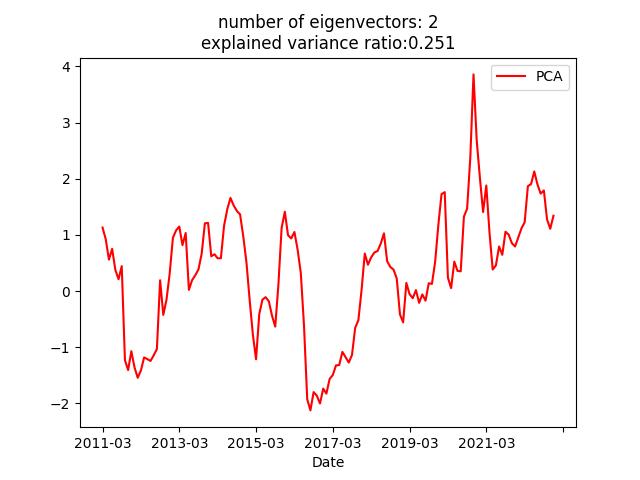 number of eigenvectors: 2
explained variance ratio:0.251
PCA
4
3
2
1
0
−1
−2
2011-03 2013-03 2015-03 2017-03 2019-03 2021-03
Date